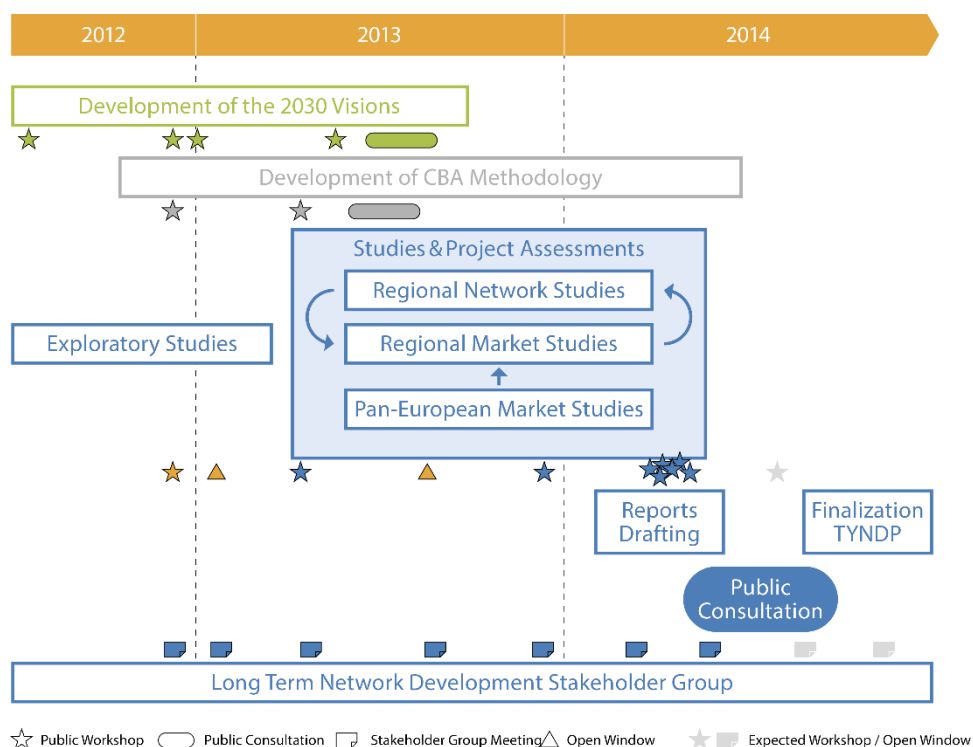 2012 2013 2014
Development of the 2030 Visions
Development of CBA Methodology
Studies & Project Assessments
Regional Network Studies
Exploratory Studies
Regional Market Studies
Pan-European Market Studies
Reports
Drafting
Finalization
TYNDP
Public
Consultation
Long Term Network Development Stakeholder Group
Public Workshop Public Consultation Stakeholder Group Meeting Open Window Expected Workshop / Open Window